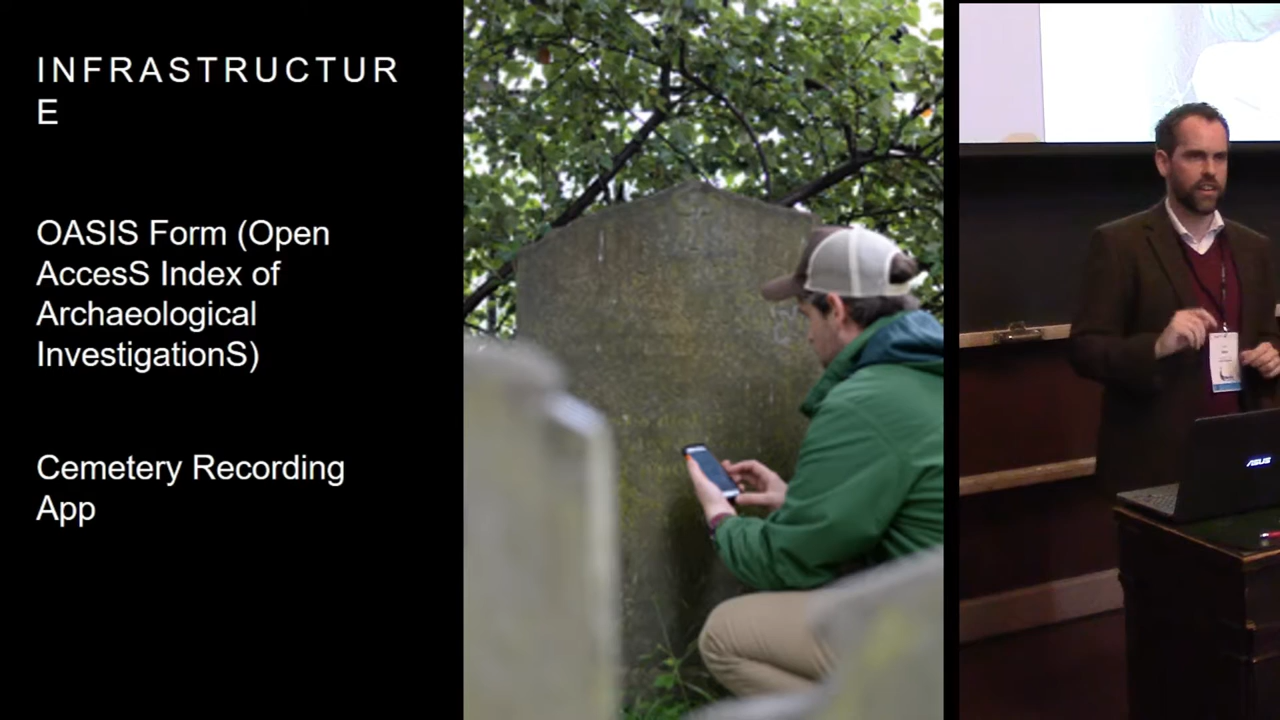 INFRASTRUCTUR
E
OASIS Form (Open
AccesS Index of
Archaeological
InvestigationS)
Cemetery Recording
App
ASUS